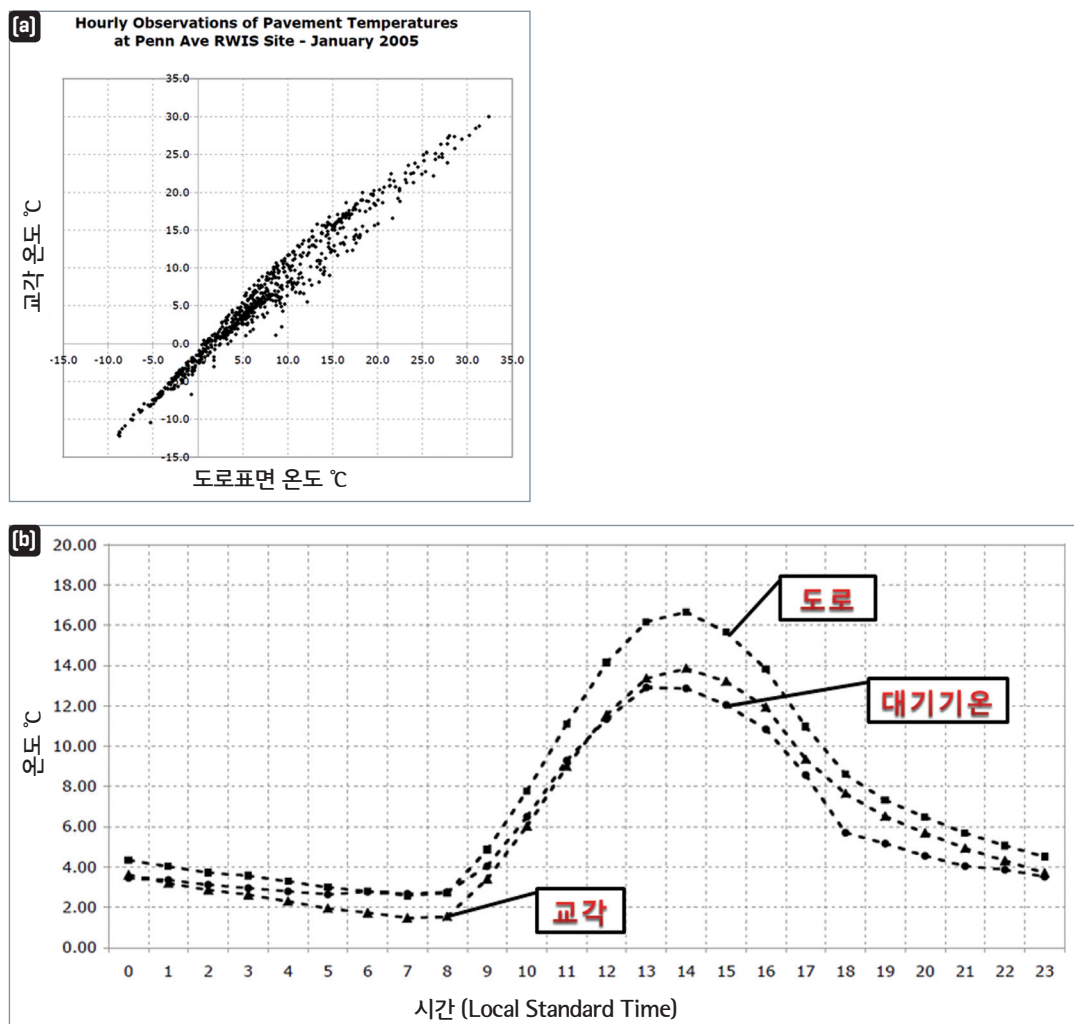 (a)
Hourly Observations of Pavement Temperatures
at Penn Ave RWIS Site - January 2005
35.0
30.0
25.0
20.0
15.0
10.0
5.0
0.0
-15.0 -10.0 -5.0 0.0 5.0 10.0 15.0 20.0 25.0 30.0 35.0
-5.0
-10.0
-15.0
교각 온도 ℃
도로표면 온도 ℃
(b)
20.00
18.00
16.00
14.00
12.00
10.00
8.00
6.00
4.00
2.00
0.00
온도 ℃
도로
대기기온
교각
0 1 2 3 4 5 6 7 8 9 10 11 12 13 14 15 16 17 18 19 20 21 22 23
시간 (Local Standard Time)